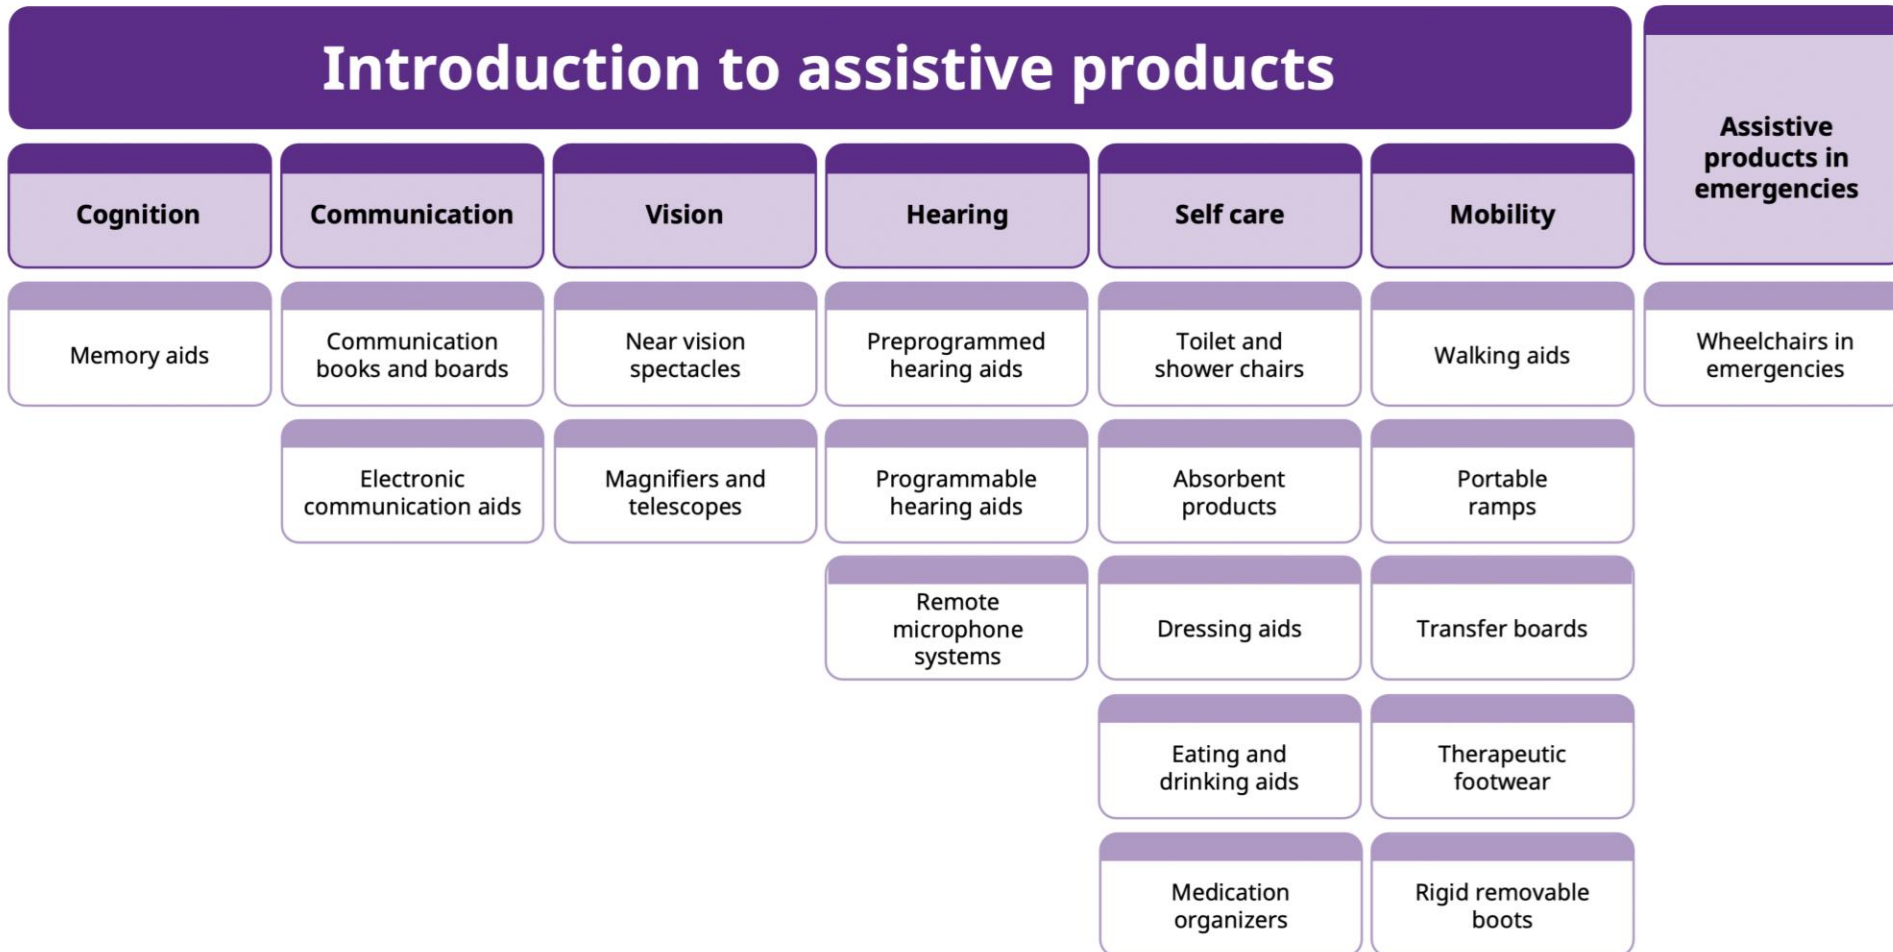 Introduction to assistive products
Assistive
products in
emergencies
Cognition
Communication
Vision
Hearing
Self care
Mobility
Memory aids
Communication
books and boards
Near vision
spectacles
Preprogrammed
hearing aids
Toilet and
shower chairs
Walking aids
Wheelchairs in
emergencies
Electronic
communication aids
Magnifiers and
telescopes
Programmable
hearing aids
Absorbent
products
Portable
ramps
Remote
microphone
systems
Dressing aids
Transfer boards
Eating and
drinking aids
Therapeutic
footwear
Medication
organizers
Rigid removable
boots